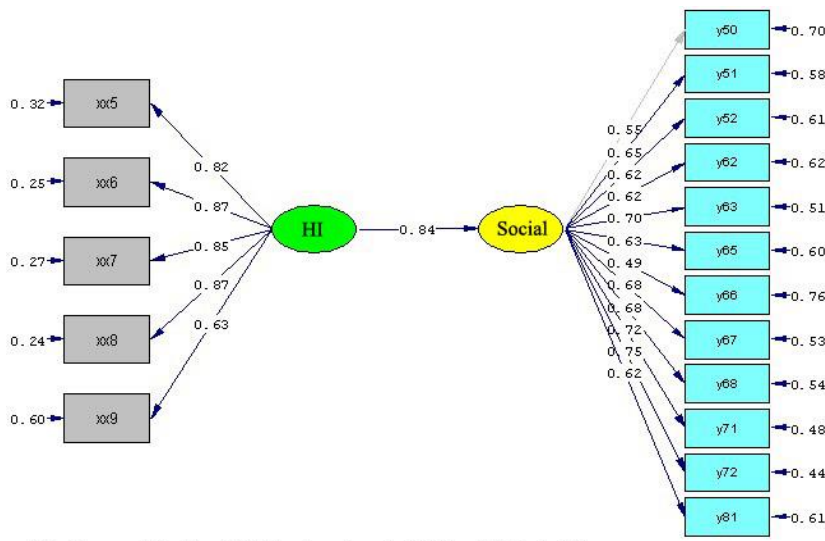 y50 0.70
y51 0.58
0.32 xx5
y52 0.61
0.55
0.65
y62 0.62
0.82
0.62
0.25 xx6
0.62
y63 0.51
0.87
0.70
HI 0.84 Social
0.63
y65 0.60
0.27 xx7
0.85
0.49
0.87
0.68
y66 0.76
0.68
0.63
0.72
0.24 xx8
y67 0.53
0.75
0.62
y68 0.54
0.60 xx9
y71 0.48
y72 0.44
y81 0.61